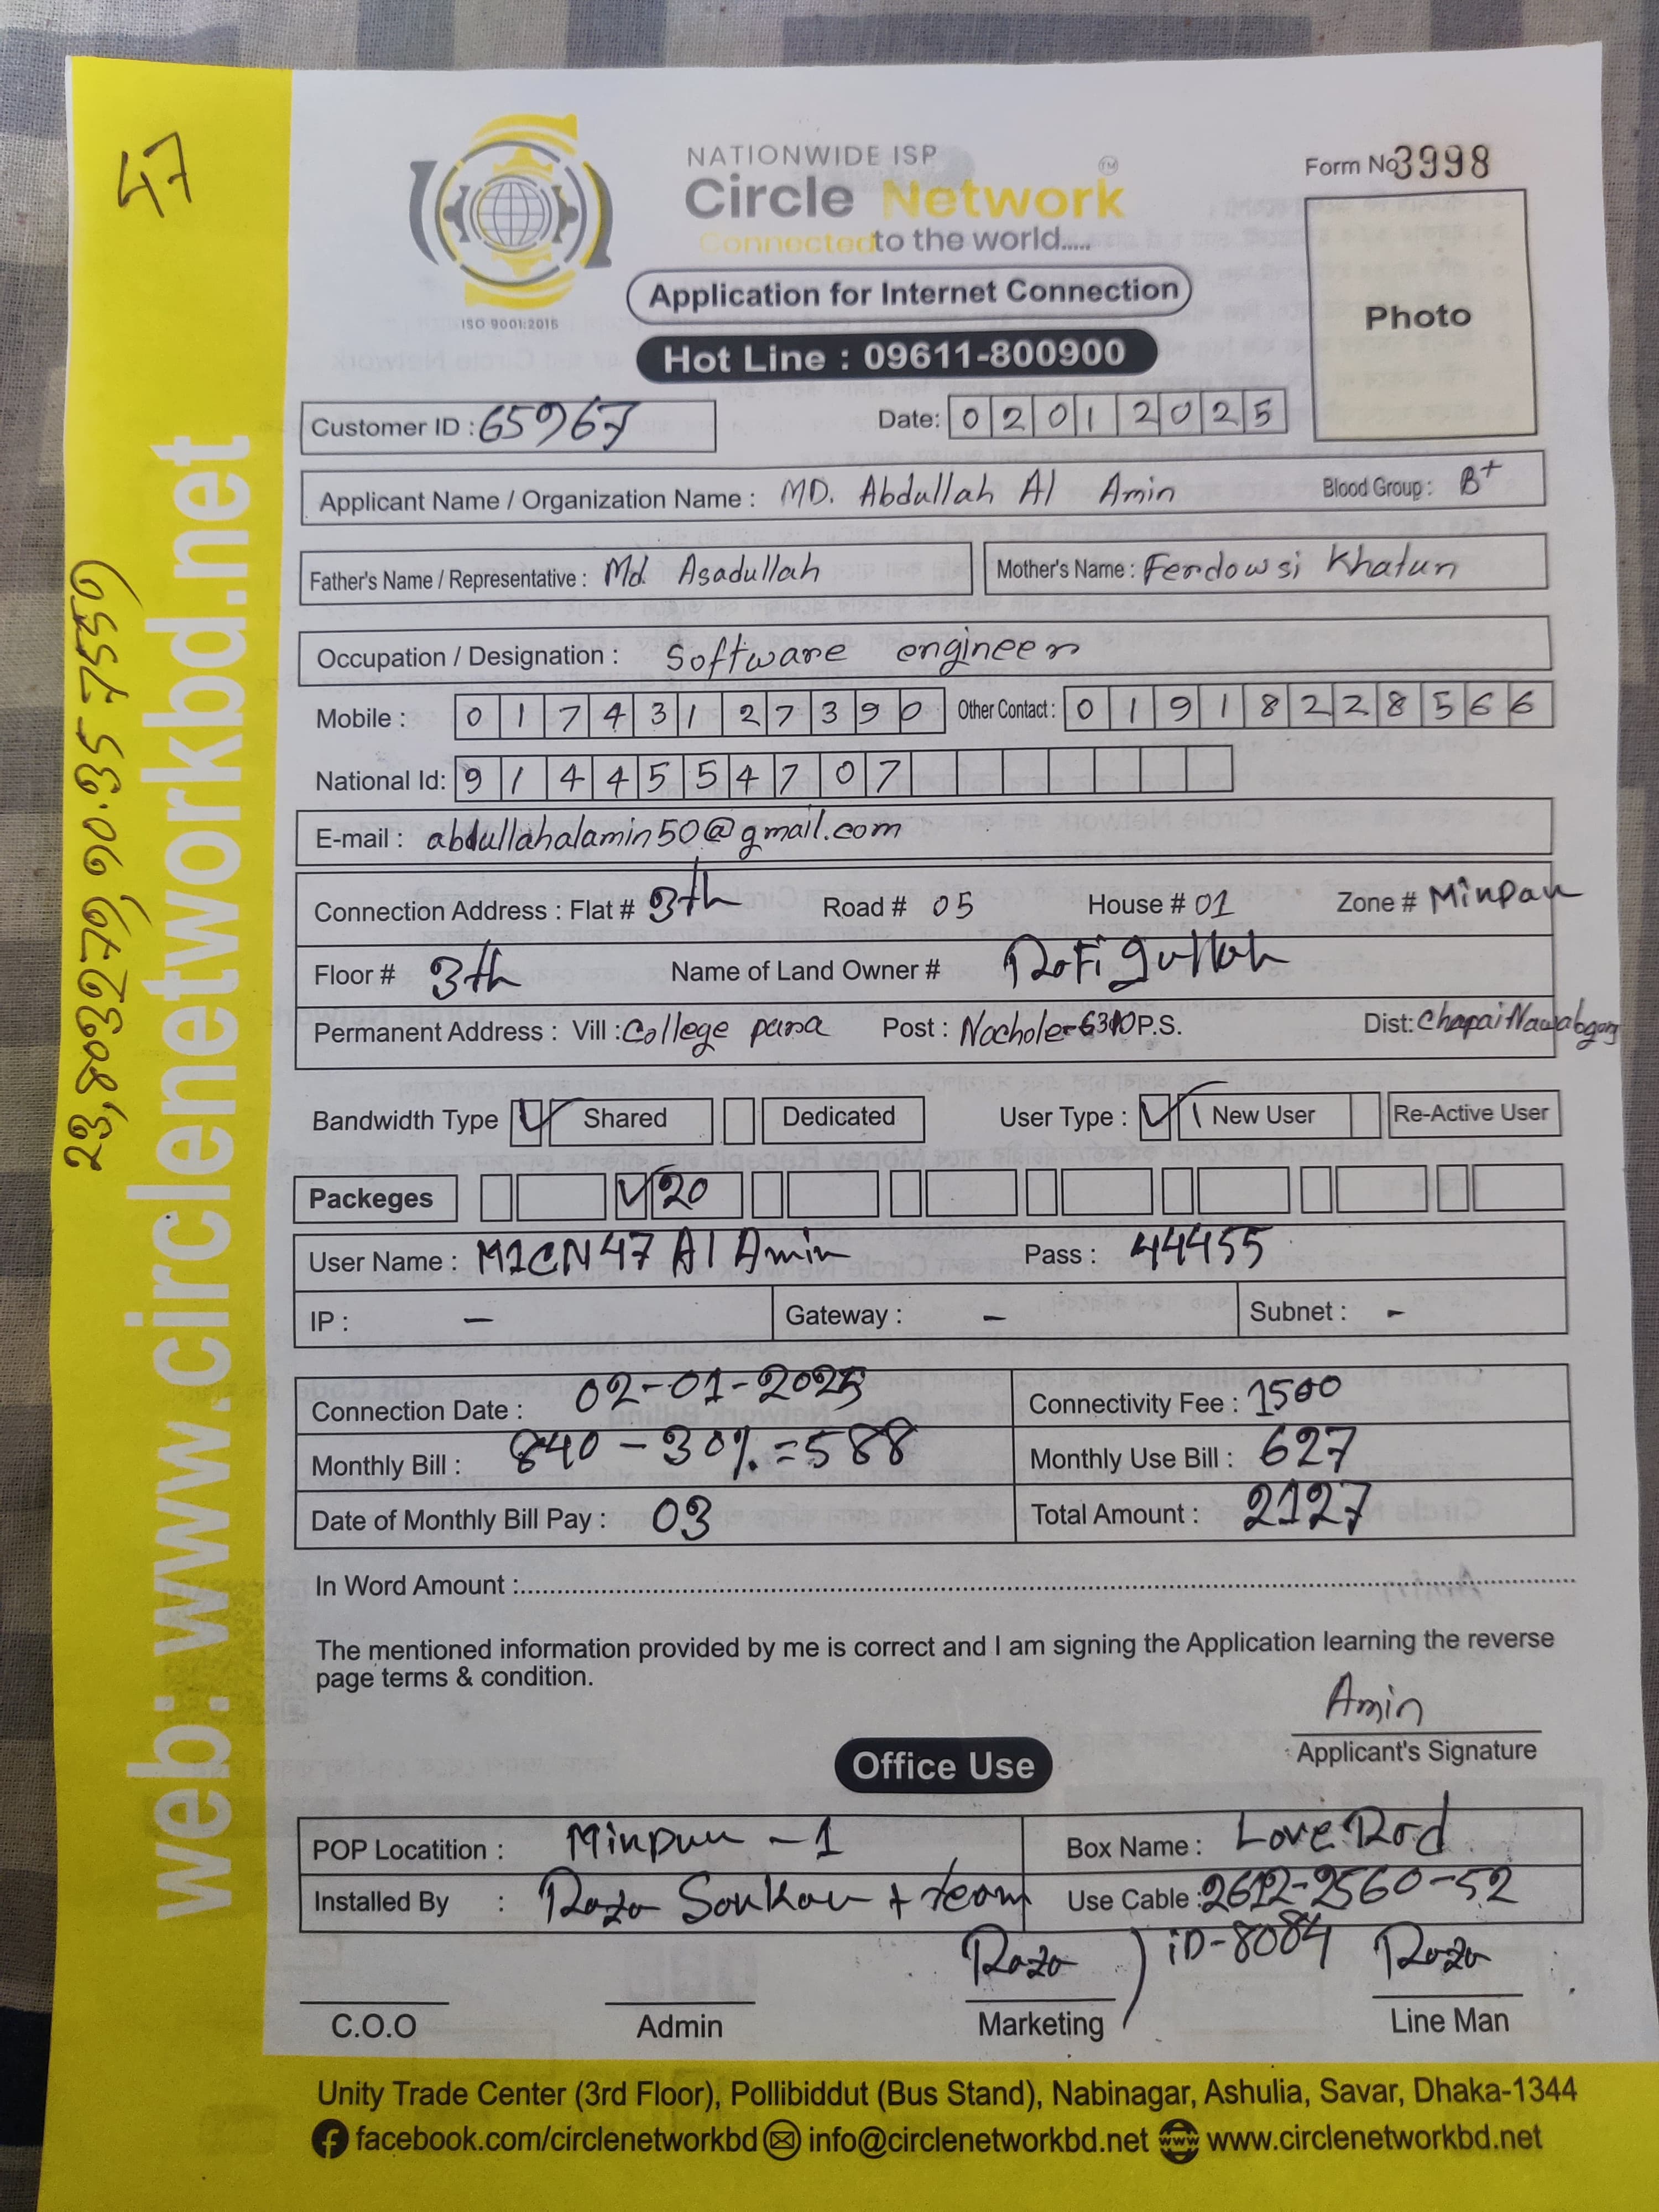 47
NATIONWIDE ISP
Circle Network TM
Connected to the world.....
ISO 9001:2015
Form No 3998
Photo
Application for Internet Connection
Hot Line : 09611-800900
Customer ID : 65967 Date: 02012025
Applicant Name / Organization Name : MD. Abdullah Al Amin Blood Group : B+
Father's Name / Representative : Md. Asadullah Mother's Name : Ferdowsi Khatun
Occupation / Designation : Software engineer
Mobile : 01743127390 Other Contact : 01918228566
National Id: 9144554707
E-mail : abdullahalamin50@gmail.com
Connection Address : Flat # 3th Road # 05 House # 01 Zone # Mirpur
Floor # 3th Name of Land Owner # Rofiqullah
Permanent Address : Vill : College para Post : Nachole-6310 P.S. Dist: Chapai Nawabganj
Bandwidth Type Shared Dedicated User Type : New User Re-Active User
Packeges 20
User Name : M1CN47 Al Amin Pass : 44455
IP : – Gateway : – Subnet : -
Connection Date : 02-01-2025 Connectivity Fee : 1500
Monthly Bill : 840 - 30% = 588 Monthly Use Bill : 627
Date of Monthly Bill Pay : 03 Total Amount : 2127
In Word Amount :
The mentioned information provided by me is correct and I am signing the Application learning the reverse
page terms & condition.
Amin
Applicant's Signature
Office Use
POP Locatition : Mirpur - 1 Box Name : Love Rod
Installed By : Raza Sorkar + team Use Cable : 2612-2560-52
Raza ) iD-8084 Raza
C.O.O Admin Marketing Line Man
Unity Trade Center (3rd Floor), Pollibiddut (Bus Stand), Nabinagar, Ashulia, Savar, Dhaka-1344
facebook.com/circlenetworkbd info@circlenetworkbd.net www www.circlenetworkbd.net
web: www.circlenetworkbd.net